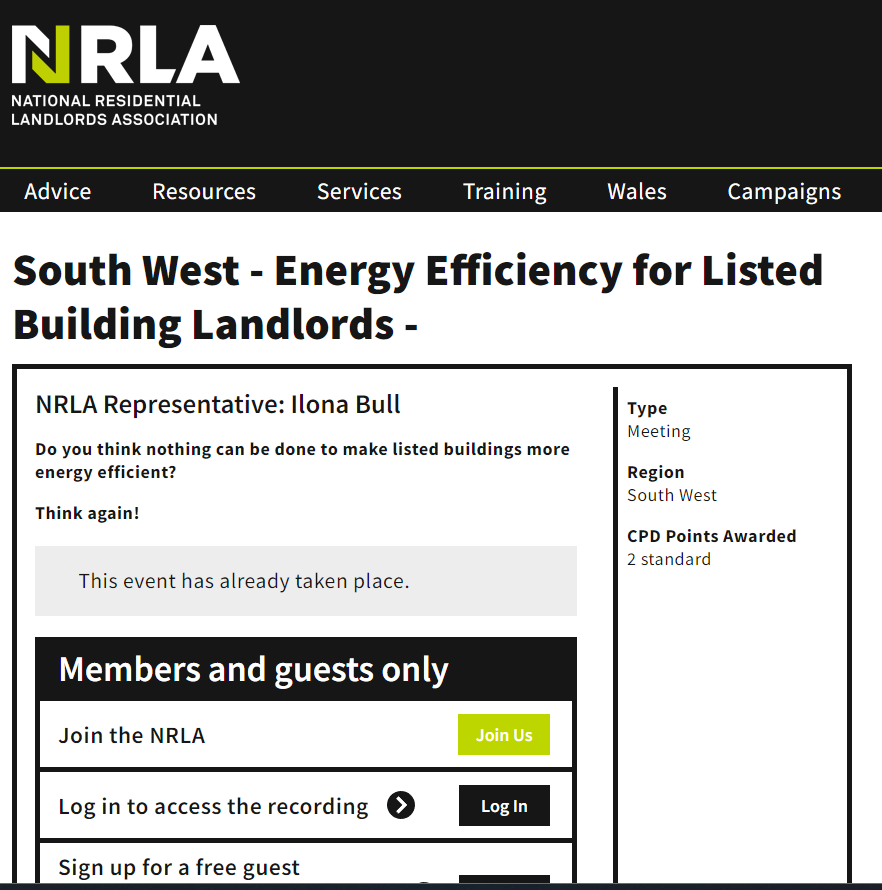 NRLA
NATIONAL RESIDENTIAL
LANDLORDS ASSOCIATION
Advice Resources Services Training Wales Campaigns
South West - Energy Efficiency for Listed
Building Landlords -
NRLA Representative: Ilona Bull
Do you think nothing can be done to make listed buildings more
energy efficient?
Think again!
This event has already taken place.
Members and guests only
Join the NRLA Join Us
Log in to access the recording Log In
Sign up for a free guest
Type
Meeting
Region
South West
CPD Points Awarded
2 standard